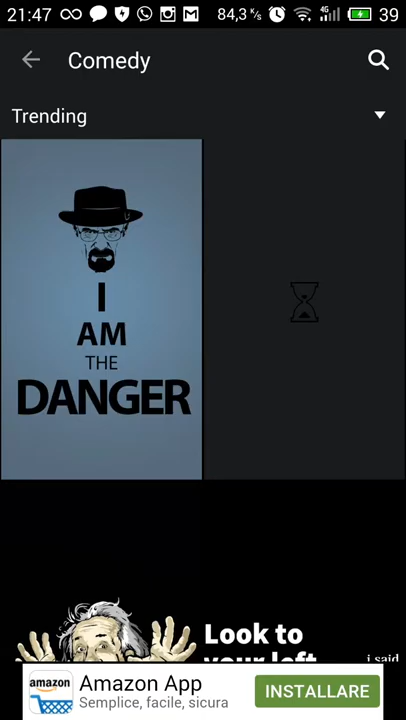 21:47 84,3 K/s 4G 39
Comedy
Trending
I
AM
THE
DANGER
Look to
your left
i said
amazon
Amazon App
Semplice, facile, sicura
INSTALLARE